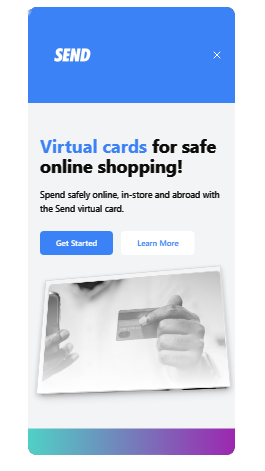 SEND
Virtual cards for safe
online shopping!
Spend safely online, in-store and abroad with
the Send virtual card.
Get Started
Learn More